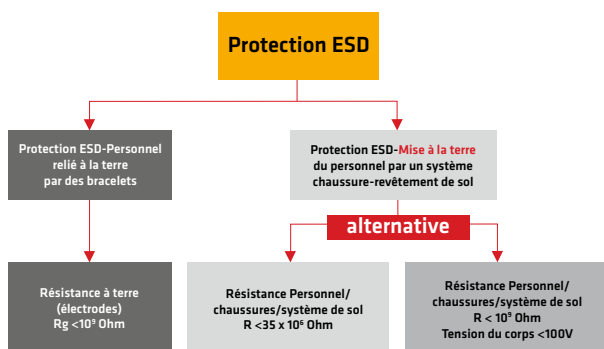 Protection ESD
Protection ESD-Personnel
relié à la terre
par des bracelets
Protection ESD-Mise à la terre
du personnel par un système
chaussure-revêtement de sol
alternative
Résistance à terre
(électrodes)
Rg <10⁹ Ohm
Résistance Personnel/
chaussures/système de sol
R <35 x 10⁶ Ohm
Résistance Personnel/
chaussures/système de sol
R < 10⁹ Ohm
Tension du corps <100V